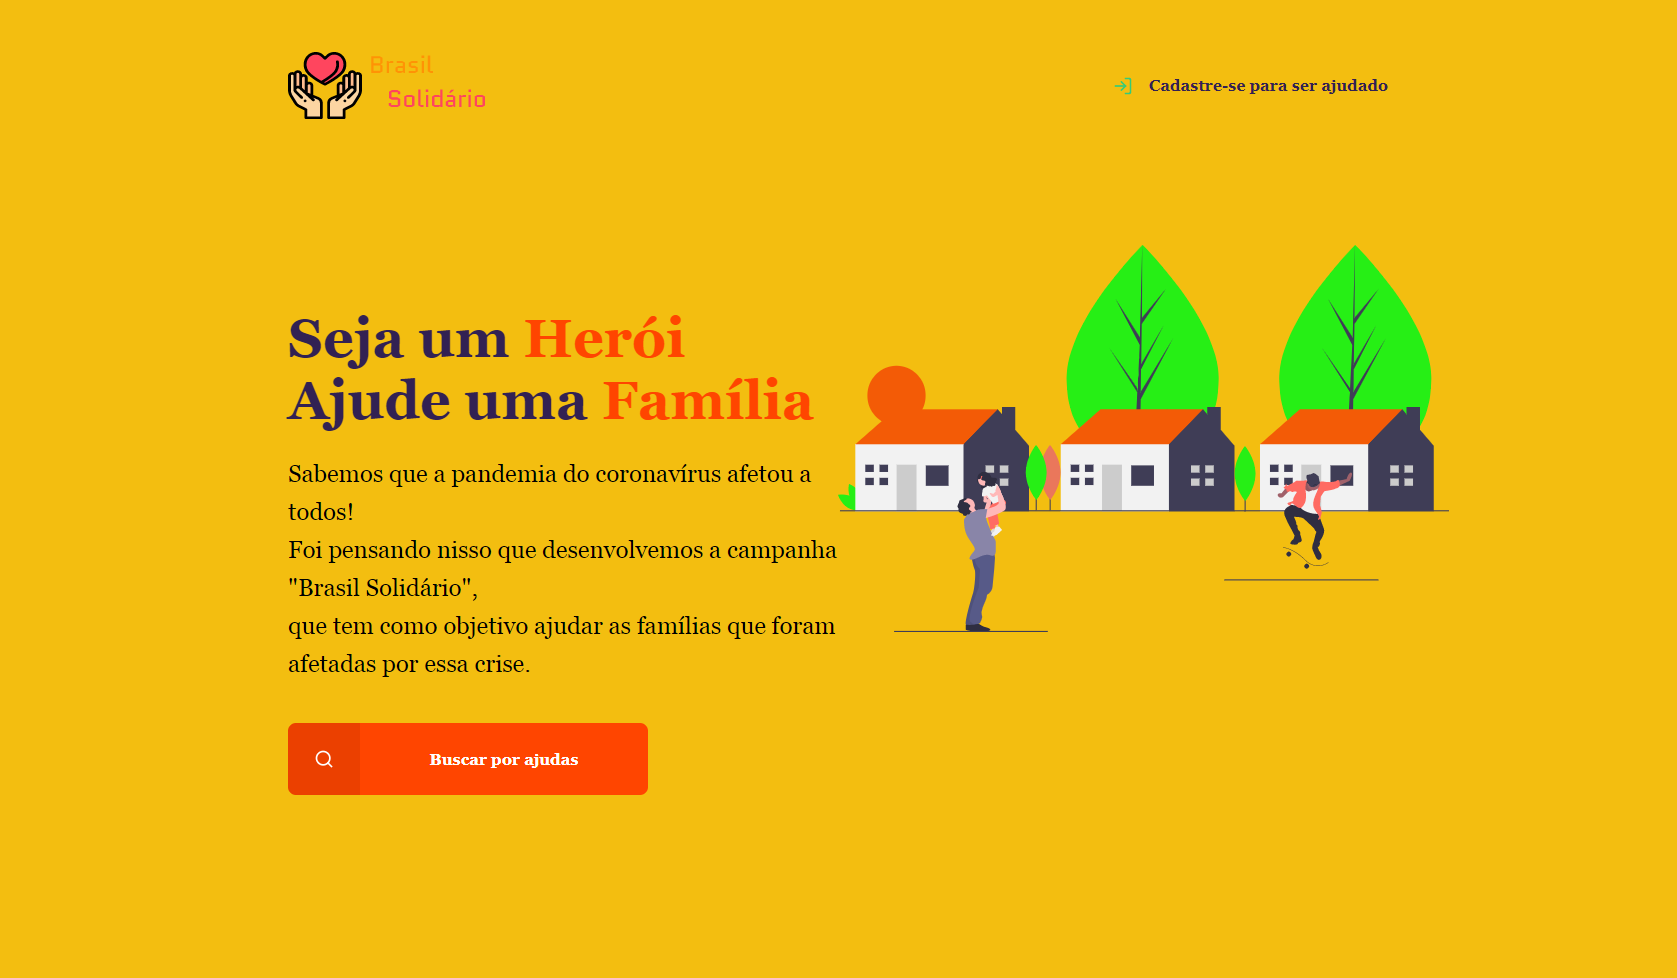 Brasil
Solidário
Cadastre-se para ser ajudado
Seja um Herói
Ajude uma Família
Sabemos que a pandemia do coronavírus afetou a
todos!
Foi pensando nisso que desenvolvemos a campanha
"Brasil Solidário",
que tem como objetivo ajudar as famílias que foram
afetadas por essa crise.
Buscar por ajudas